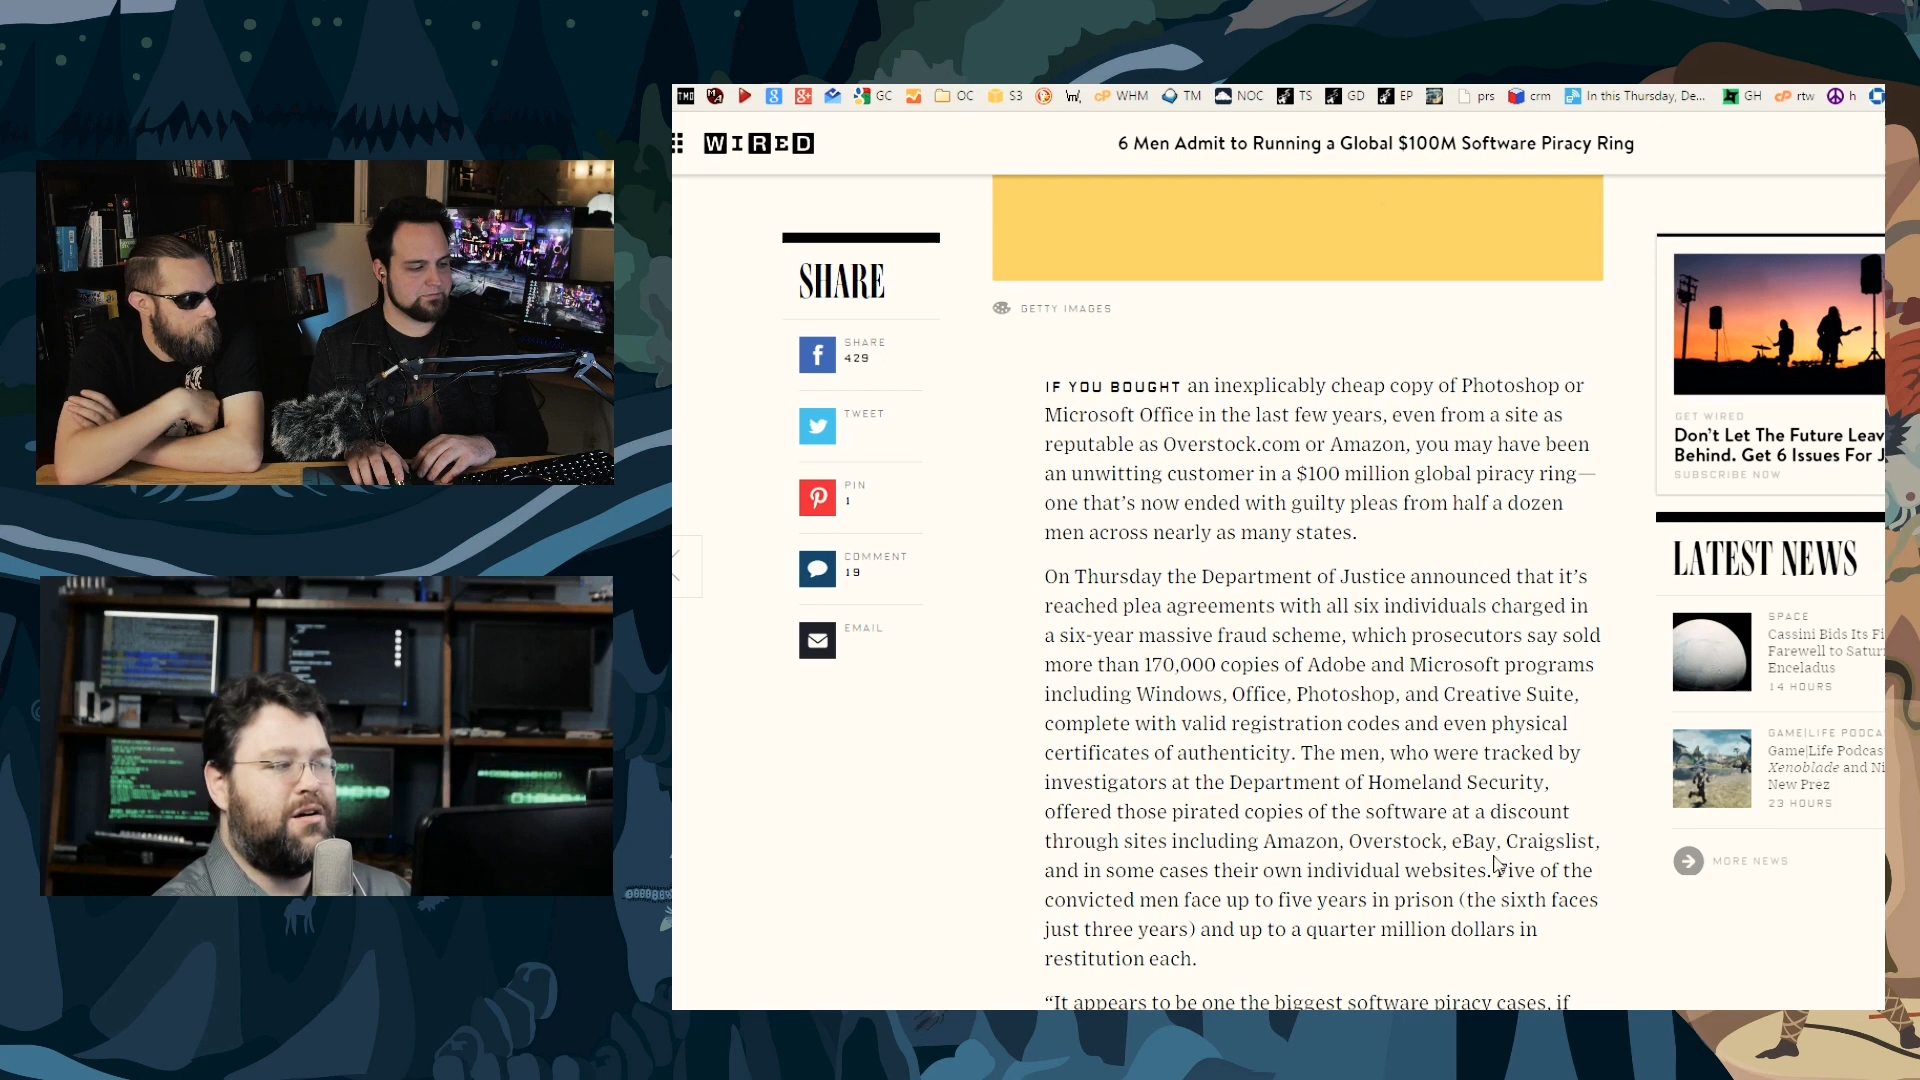 TMD GC OC S3 \m/, WHM TM NOC TS GD EP prs crm In this Thursday, De... GH rtw h
WIRED
6 Men Admit to Running a Global $100M Software Piracy Ring
SHARE
SHARE
429
TWEET
PIN
1
COMMENT
19
EMAIL
GETTY IMAGES
IF YOU BOUGHT an inexplicably cheap copy of Photoshop or
Microsoft Office in the last few years, even from a site as
reputable as Overstock.com or Amazon, you may have been
an unwitting customer in a $100 million global piracy ring—
one that’s now ended with guilty pleas from half a dozen
men across nearly as many states.
On Thursday the Department of Justice announced that it’s
reached plea agreements with all six individuals charged in
a six-year massive fraud scheme, which prosecutors say sold
more than 170,000 copies of Adobe and Microsoft programs
including Windows, Office, Photoshop, and Creative Suite,
complete with valid registration codes and even physical
certificates of authenticity. The men, who were tracked by
investigators at the Department of Homeland Security,
offered those pirated copies of the software at a discount
through sites including Amazon, Overstock, eBay, Craigslist,
and in some cases their own individual websites. Five of the
convicted men face up to five years in prison (the sixth faces
just three years) and up to a quarter million dollars in
restitution each.
“It appears to be one the biggest software piracy cases, if
GET WIRED
Don’t Let The Future Leav
Behind. Get 6 Issues For J
SUBSCRIBE NOW
LATEST NEWS
SPACE
Cassini Bids Its Fi
Farewell to Satur
Enceladus
14 HOURS
GAME|LIFE PODCA
Game|Life Podcas
Xenoblade and Ni
New Prez
23 HOURS
MORE NEWS